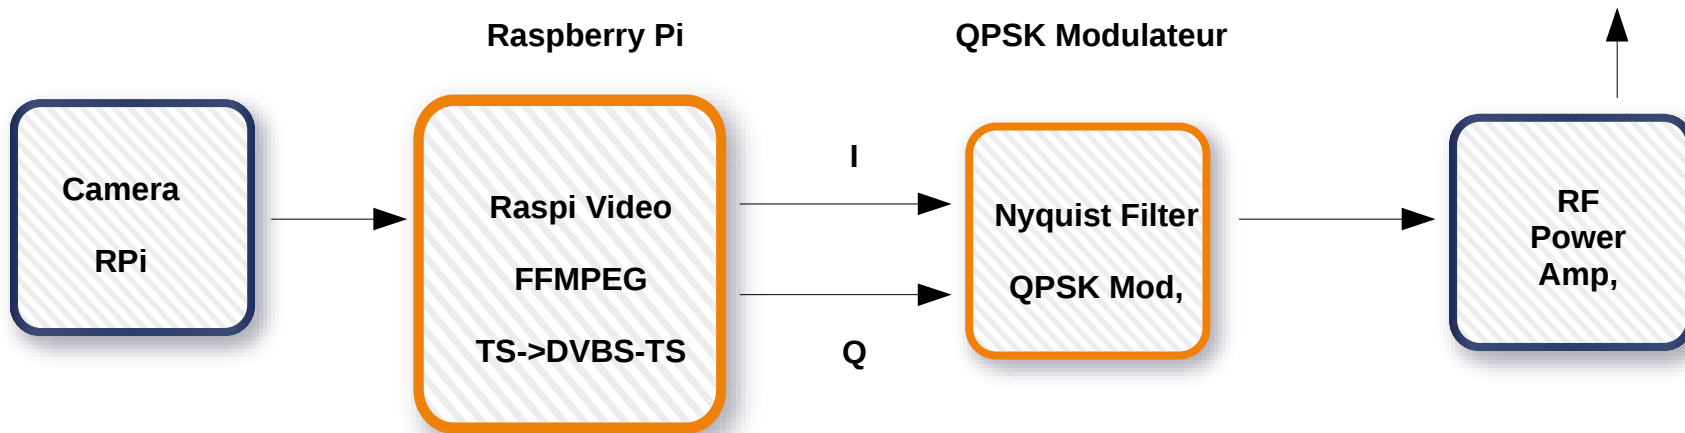 Raspberry Pi
QPSK Modulateur
Camera
RPi
Raspi Video
FFMPEG
TS->DVBS-TS
I
Q
Nyquist Filter
QPSK Mod,
RF
Power
Amp,